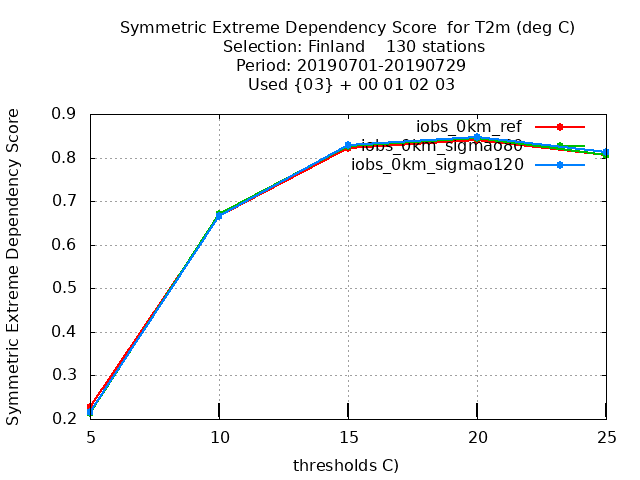 Symmetric Extreme Dependency Score  for T2m (deg C)
Selection: Finland    130 stations
Period: 20190701-20190729
Used {03} + 00 01 02 03
Symmetric Extreme Dependency Score
0.9
0.8
0.7
0.6
0.5
0.4
0.3
0.2
iobs_0km_ref
iobs_0km_sigmao80
iobs_0km_sigmao120
5
10
15
20
25
thresholds C)